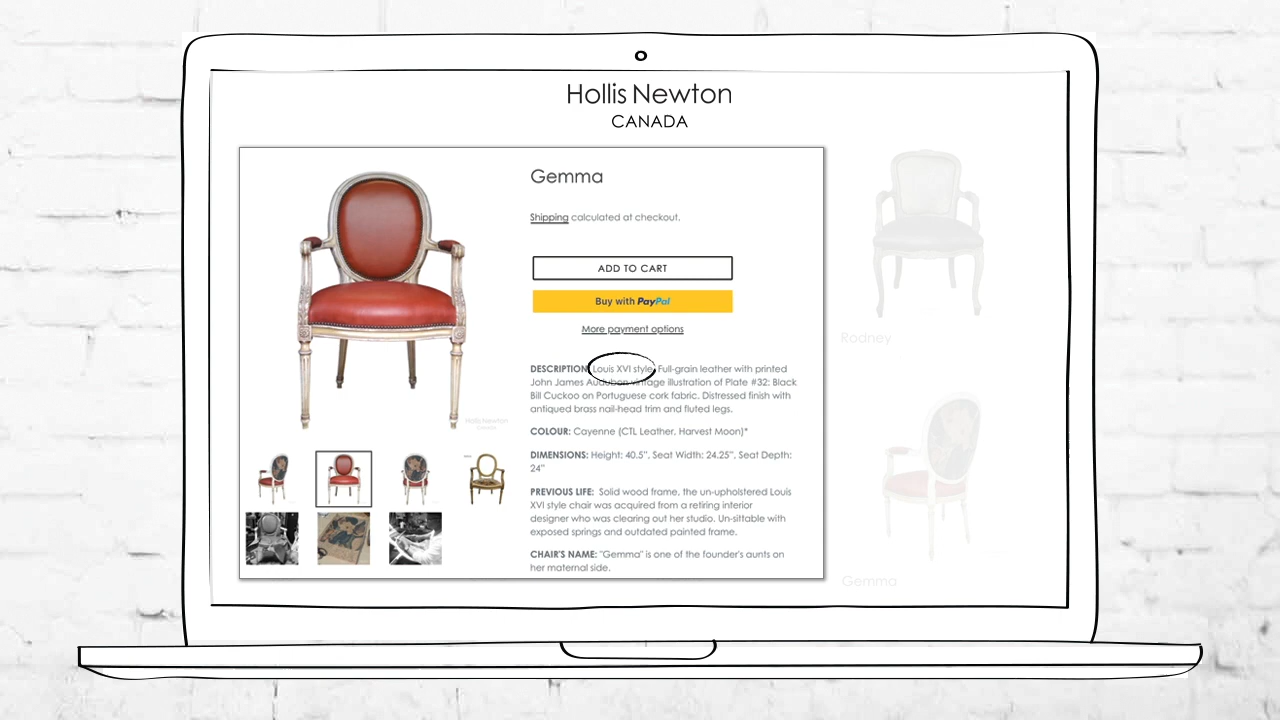 Hollis Newton
CANADA
Gemma
Shipping calculated at checkout.
ADD TO CART
Buy with PayPal
More payment options
DESCRIPTION: Louis XVI style. Full-grain leather with printed
John James Audubon vintage illustration of Plate #32: Black
Bill Cuckoo on Portuguese cork fabric. Distressed finish with
antiqued brass nail-head trim and fluted legs.
COLOUR: Cayenne {CTL Leather, Harvest Moon}*
DIMENSIONS: Height: 40.5”, Seat Width: 24.25”, Seat Depth:
24”
PREVIOUS LIFE: Solid wood frame, the un-upholstered Louis
XVI style chair was acquired from a retiring interior
designer who was clearing out her studio. Un-sittable with
exposed springs and outdated painted frame.
CHAIR'S NAME: "Gemma" is one of the founder's aunts on
her maternal side.
Hollis Newton
CANADA
Rodney
Gemma